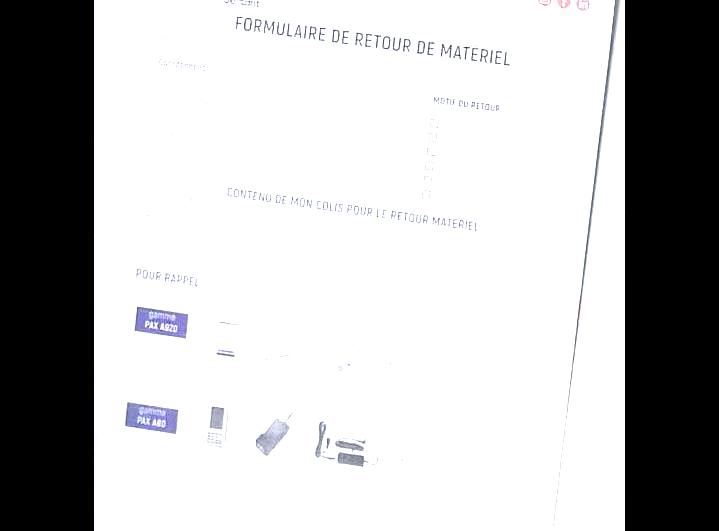 FORMULAIRE DE RETOUR DE MATERIEL
MOTIF DU RETOUR
CONTENU DE MON COLIS POUR LE RETOUR MATERIEL
POUR RAPPEL
gamme
PAX A920
gamme
PAX A80